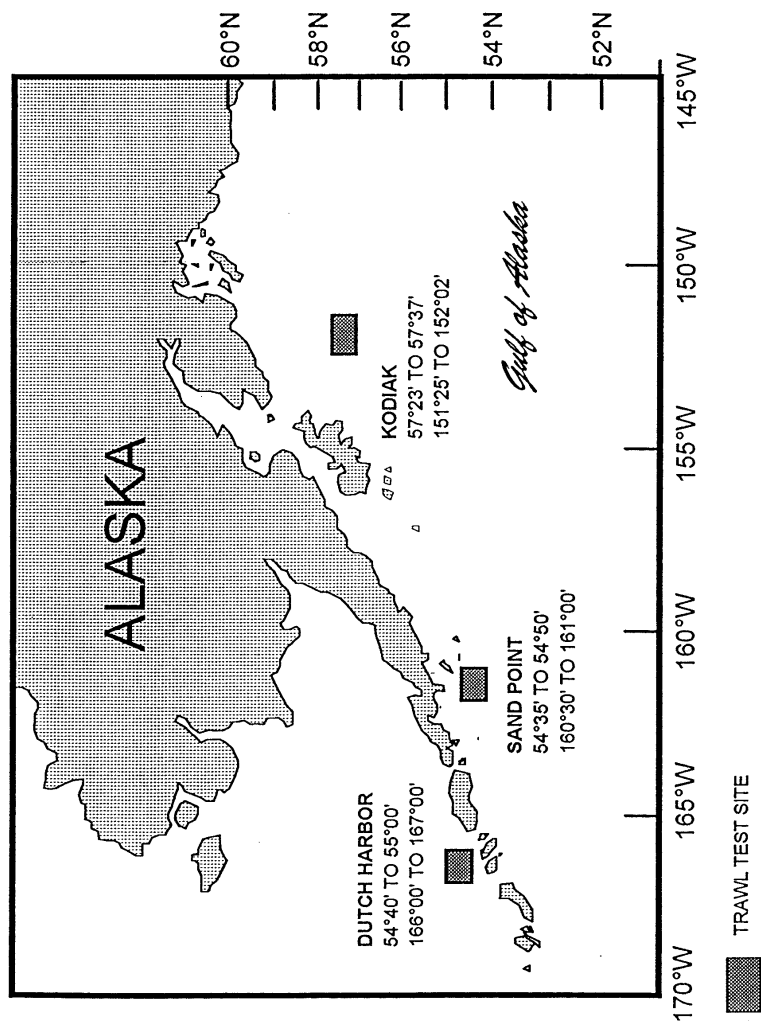 ALASKA
60°N
58°N
56°N
54°N
52°N
DUTCH HARBOR
54°40' TO 55°00'
166°00' TO 167°00'
KODIAK
57°23' TO 57°37'
151°25' TO 152°02'
SAND POINT
54°35' TO 54°50'
160°30' TO 161°00'
Gulf of Alaska
170°W
165°W
160°W
155°W
150°W
145°W
TRAWL TEST SITE